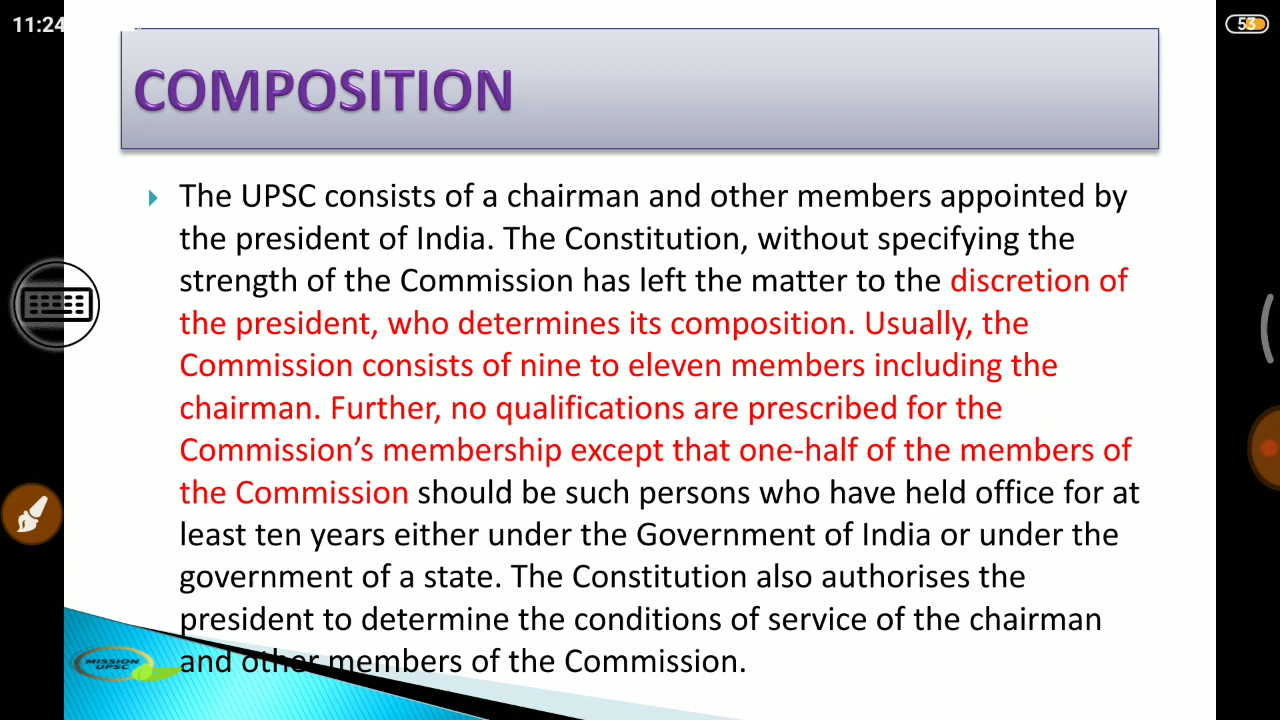 11:24
53
COMPOSITION
The UPSC consists of a chairman and other members appointed by
the president of India. The Constitution, without specifying the
strength of the Commission has left the matter to the discretion of
the president, who determines its composition. Usually, the
Commission consists of nine to eleven members including the
chairman. Further, no qualifications are prescribed for the
Commission’s membership except that one-half of the members of
the Commission should be such persons who have held office for at
least ten years either under the Government of India or under the
government of a state. The Constitution also authorises the
president to determine the conditions of service of the chairman
and other members of the Commission.
MISSION
UPSC